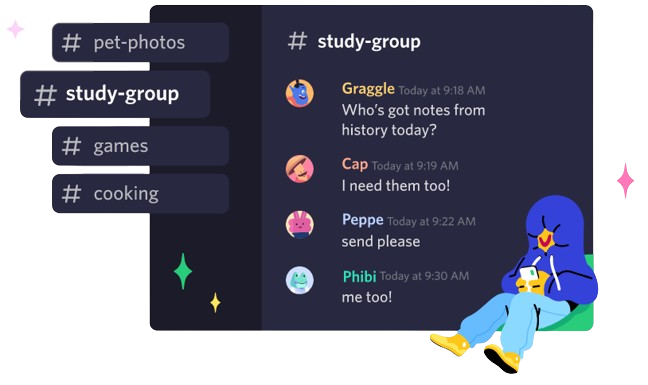 # pet-photos
# study-group
# games
# cooking
# study-group
Graggle Today at 9:18 AM
Who's got notes from
history today?
Cap Today at 9:19 AM
I need them too!
Peppe Today at 9:22 AM
send please
Phibi Today at 9:30 AM
me too!